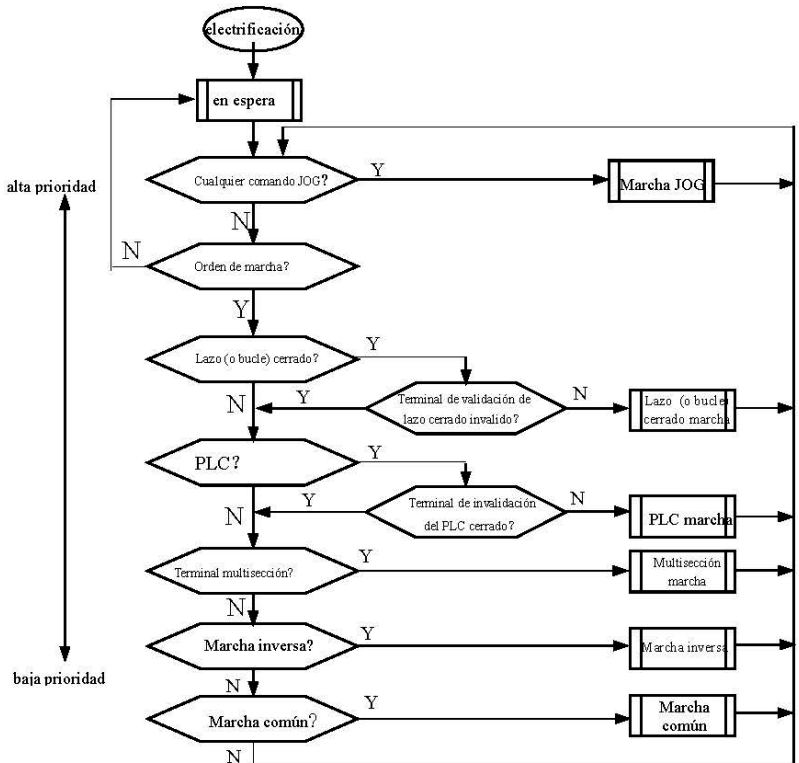 electrificación
en espera
Cualquier comando JOG?
Y
Marcha JOG
alta prioridad
N
N
Orden de marcha?
Y
Lazo (o bucle) cerrado?
Y
Terminal de validación de
lazo cerrado invalido?
Y
N
Lazo (o bucle)
cerrado marcha
N
PLC?
Y
Terminal de invalidación
del PLC cerrado?
Y
N
PLC marcha
N
Terminal multisección?
Y
Multisección
marcha
N
Marcha inversa?
Y
Marcha inversa
baja prioridad
N
Marcha común?
Y
Marcha
común
N